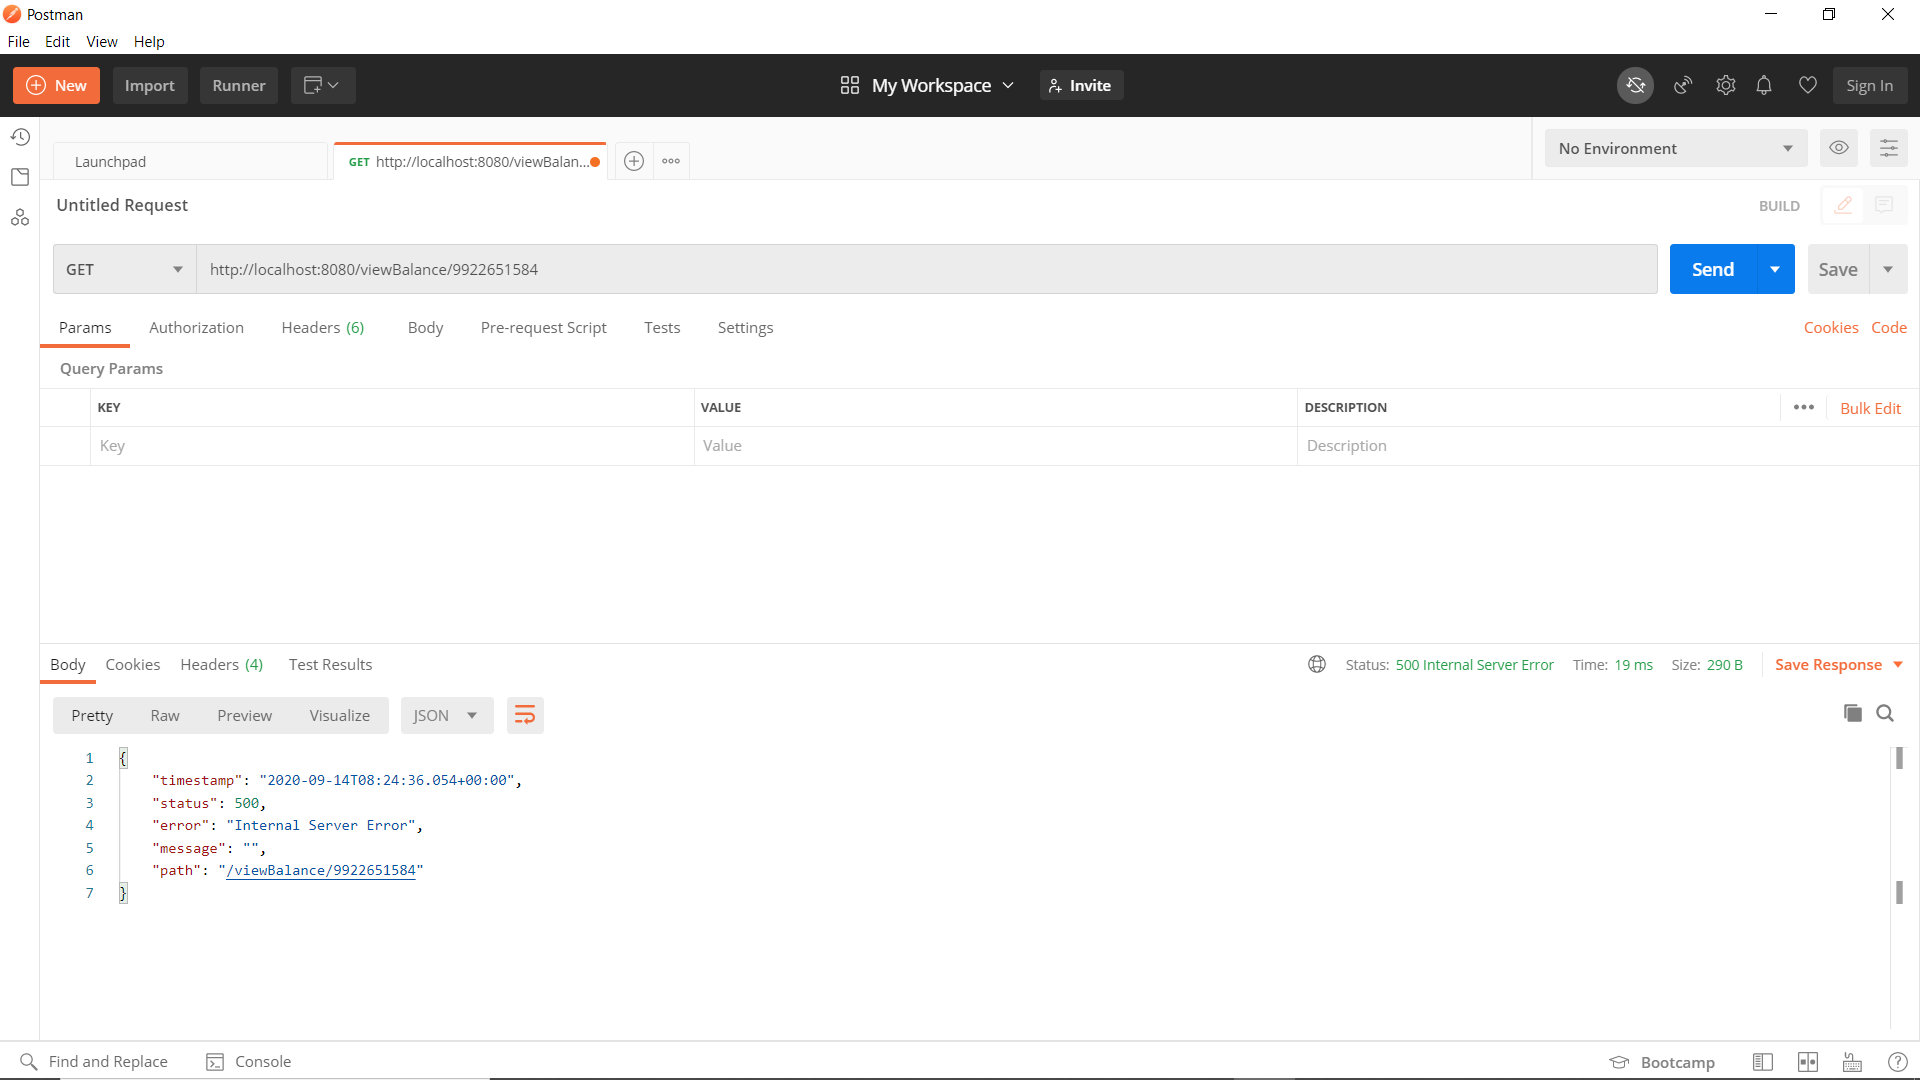 Postman
File Edit View Help
New Import Runner My Workspace Invite Sign In
Launchpad GET http://localhost:8080/viewBalan... No Environment
Untitled Request BUILD
GET http://localhost:8080/viewBalance/9922651584 Send Save
Params Authorization Headers (6) Body Pre-request Script Tests Settings Cookies Code
Query Params
KEY VALUE DESCRIPTION Bulk Edit
Key Value Description
Body Cookies Headers (4) Test Results Status: 500 Internal Server Error Time: 19 ms Size: 290 B Save Response
Pretty Raw Preview Visualize JSON
1 {
2 "timestamp": "2020-09-14T08:24:36.054+00:00",
3 "status": 500,
4 "error": "Internal Server Error",
5 "message": "",
6 "path": "/viewBalance/9922651584"
7 }
Find and Replace Console Bootcamp